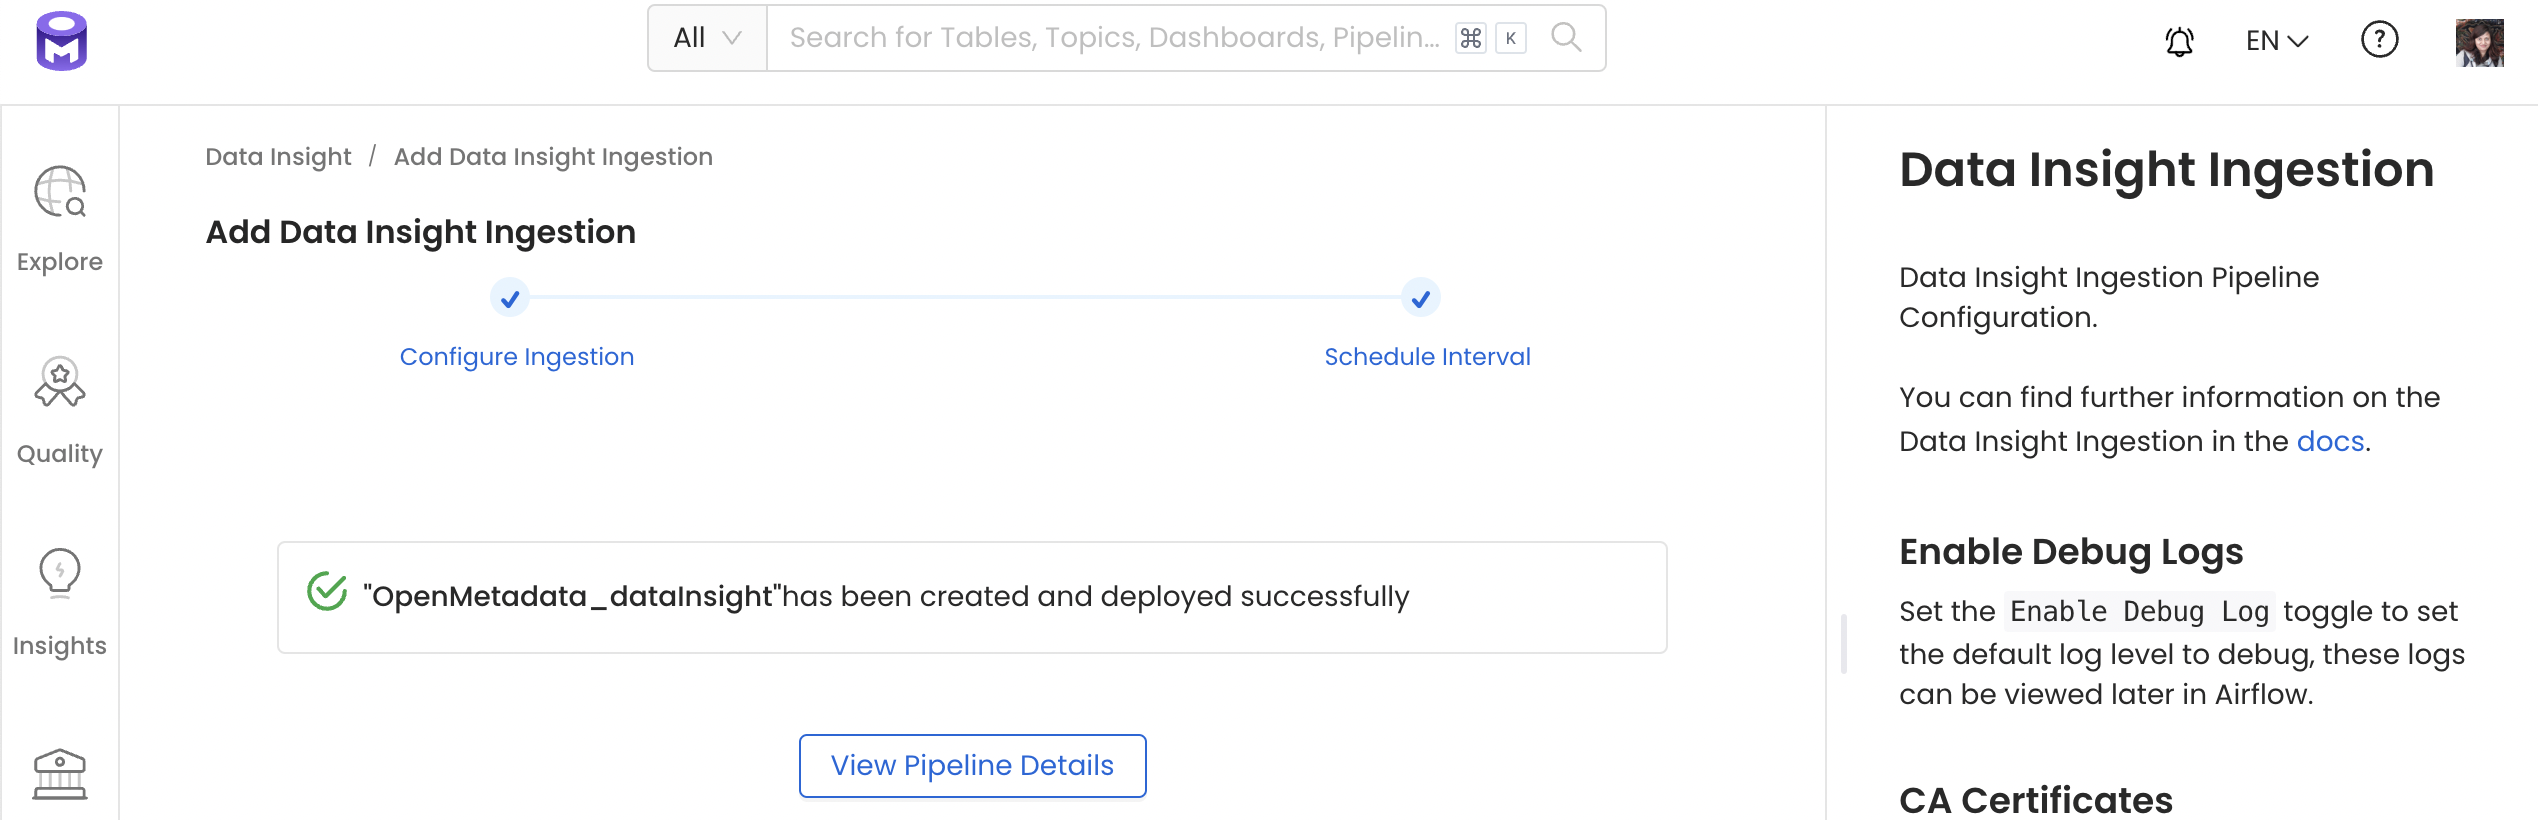 All
Search for Tables, Topics, Dashboards, Pipelin...
⌘ K
EN
?
Explore
Quality
Insights
Data Insight / Add Data Insight Ingestion
Add Data Insight Ingestion
Configure Ingestion
Schedule Interval
"OpenMetadata_dataInsight"has been created and deployed successfully
View Pipeline Details
Data Insight Ingestion
Data Insight Ingestion Pipeline
Configuration.
You can find further information on the
Data Insight Ingestion in the docs.
Enable Debug Logs
Set the Enable Debug Log toggle to set
the default log level to debug, these logs
can be viewed later in Airflow.
CA Certificates